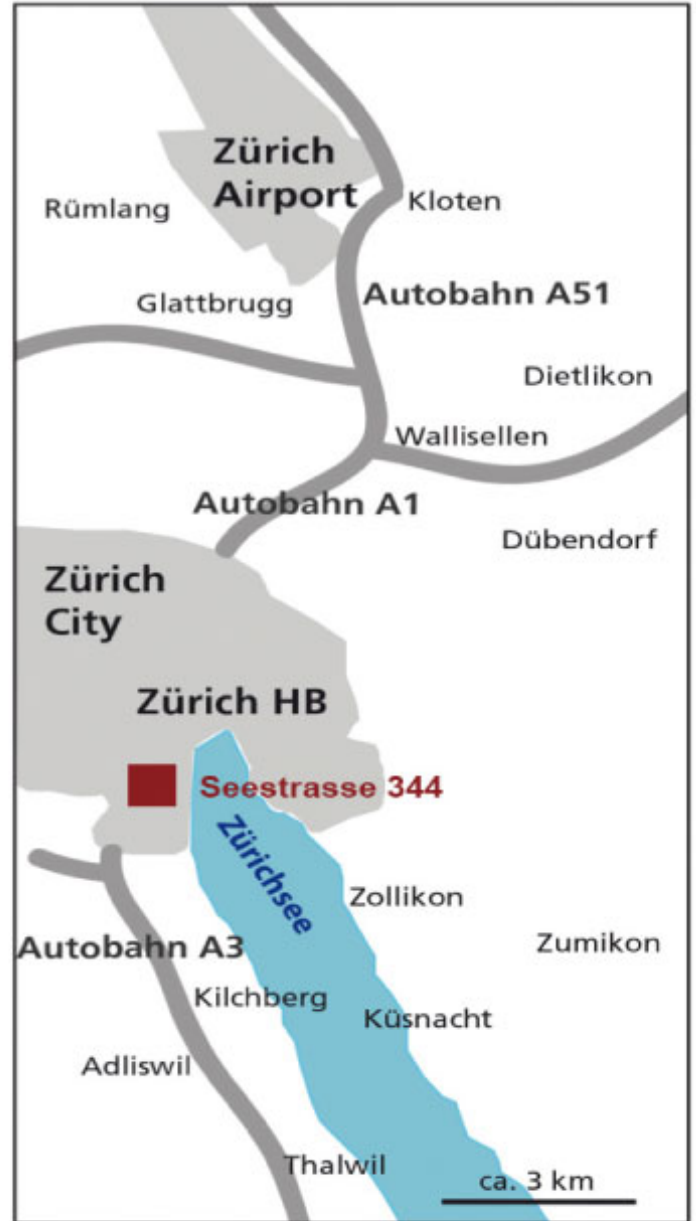 Zürich
Airport
Rümlang
Kloten
Glattbrugg
Autobahn A51
Dietlikon
Wallisellen
Autobahn A1
Dübendorf
Zürich
City
Zürich HB
Seestrasse 344
Zürichsee
Zollikon
Zumikon
Autobahn A3
Kilchberg
Küsnacht
Adliswil
Thalwil
ca. 3 km